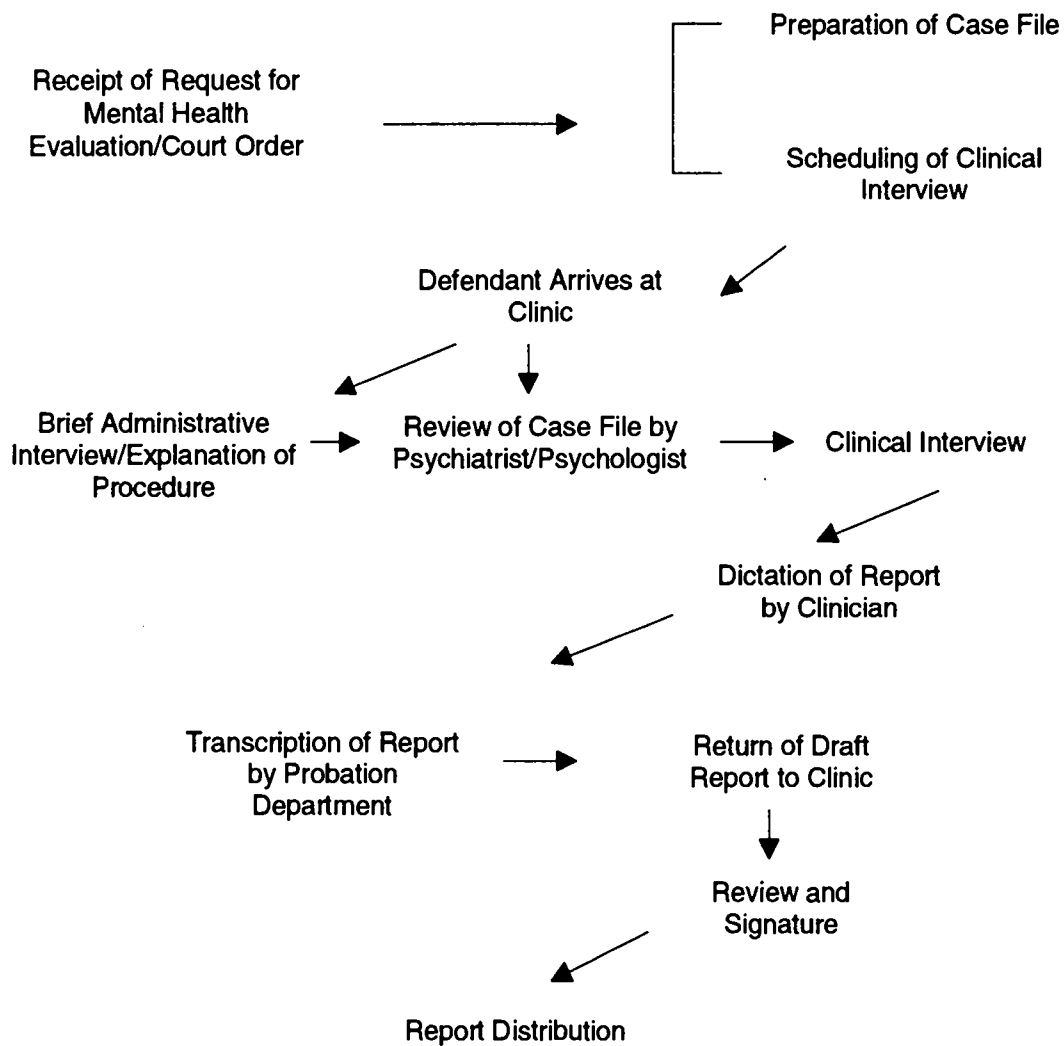 Preparation of Case File
Receipt of Request for
Mental Health
Evaluation/Court Order
Scheduling of Clinical
Interview
Defendant Arrives at
Clinic
Brief Administrative
Interview/Explanation of
Procedure
Review of Case File by
Psychiatrist/Psychologist
Clinical Interview
Dictation of Report
by Clinician
Transcription of Report
by Probation
Department
Return of Draft
Report to Clinic
Review and
Signature
Report Distribution